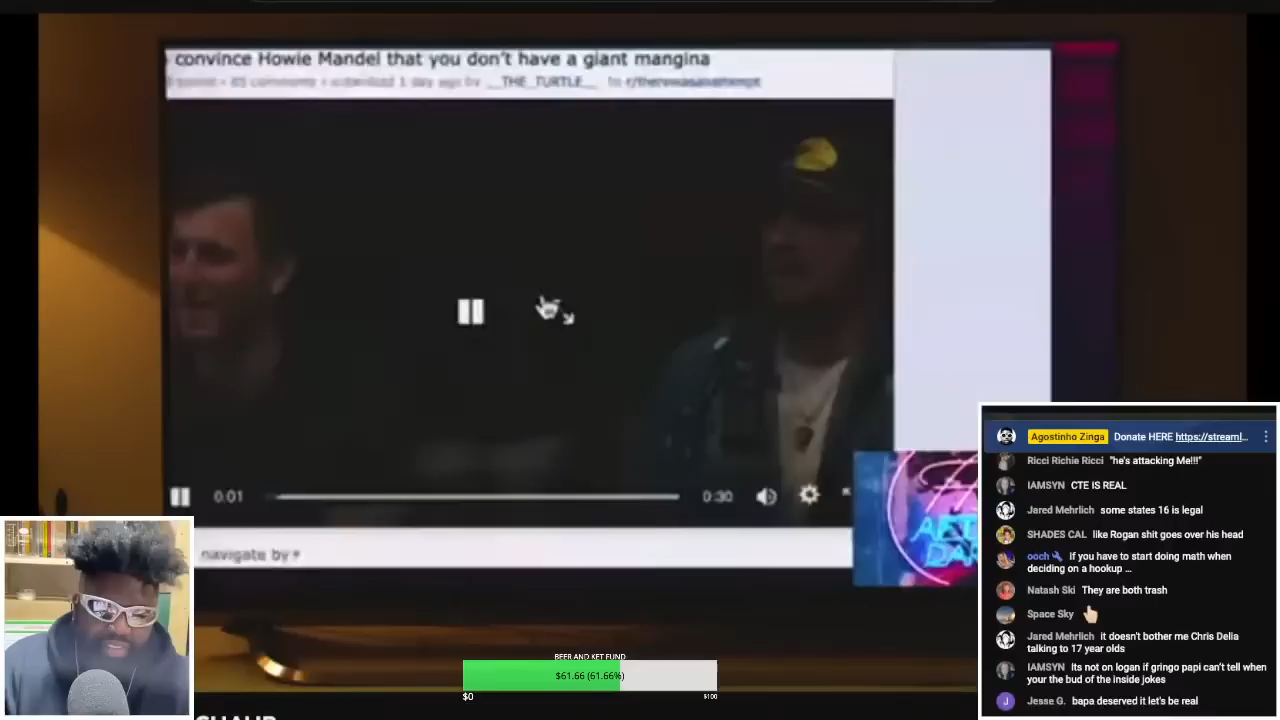 convince Howie Mandel that you don't have a giant mangina
85 comments • submitted 1 day ago by __THE_TURTLE__ to r/therewasanattempt
0:01
0:30
navigate by
AFTER
DARK
Agostinho Zinga Donate HERE https://streaml...
Ricci Richie Ricci "he's attacking Me!!!"
IAMSYN CTE IS REAL
Jared Mehrlich some states 16 is legal
SHADES CAL like Rogan shit goes over his head
ooch If you have to start doing math when
deciding on a hookup ...
Natash Ski They are both trash
Space Sky
Jared Mehrlich it doesn't bother me Chris Delia
talking to 17 year olds
IAMSYN Its not on logan if gringo papi can't tell when
your the bud of the inside jokes
J Jesse G. bapa deserved it let's be real
BEER AND KET FUND
$61.66 (61.66%)
$0
$100
SCHAUB